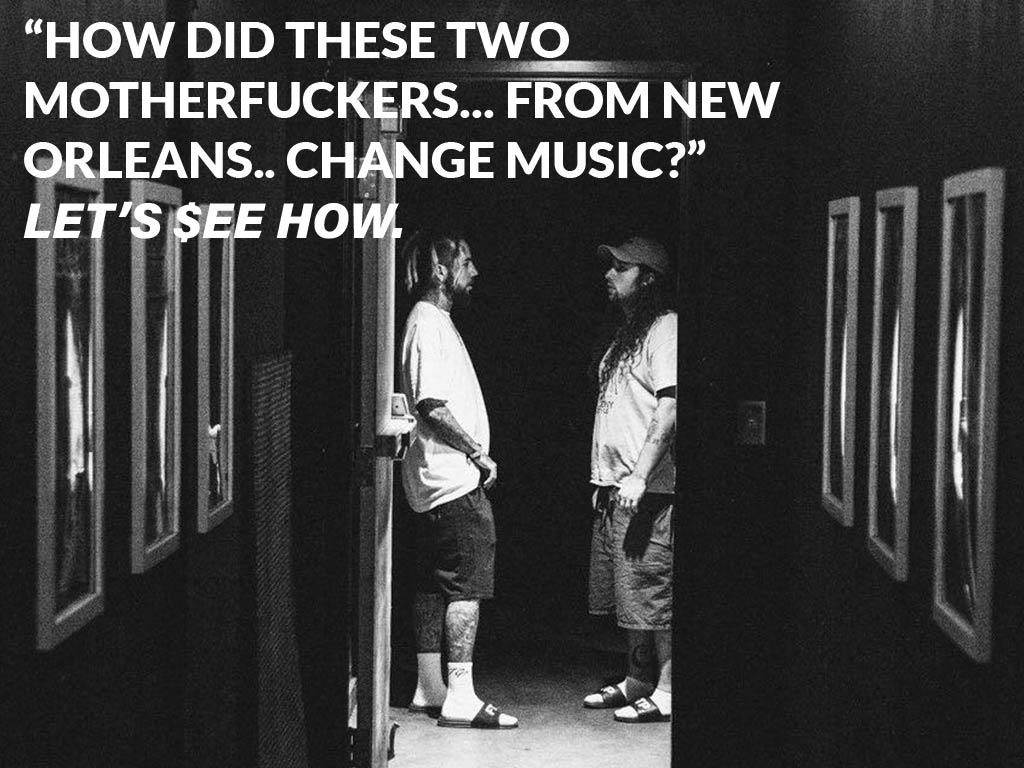 “HOW DID THESE TWO
MOTHERFUCKERS... FROM NEW
ORLEANS.. CHANGE MUSIC?”
LET’S $EE HOW.